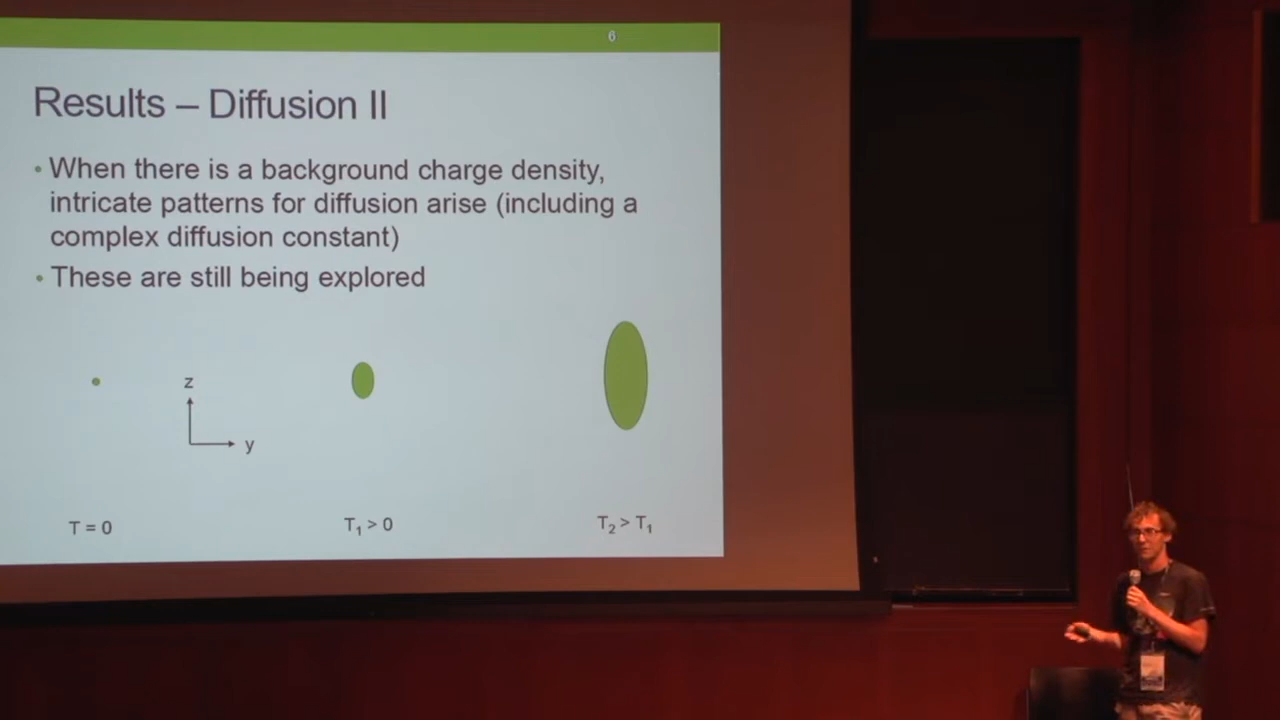 6
Results – Diffusion II
• When there is a background charge density,
intricate patterns for diffusion arise (including a
complex diffusion constant)
• These are still being explored
z
y
T = 0
T₁ > 0
T₂ > T₁